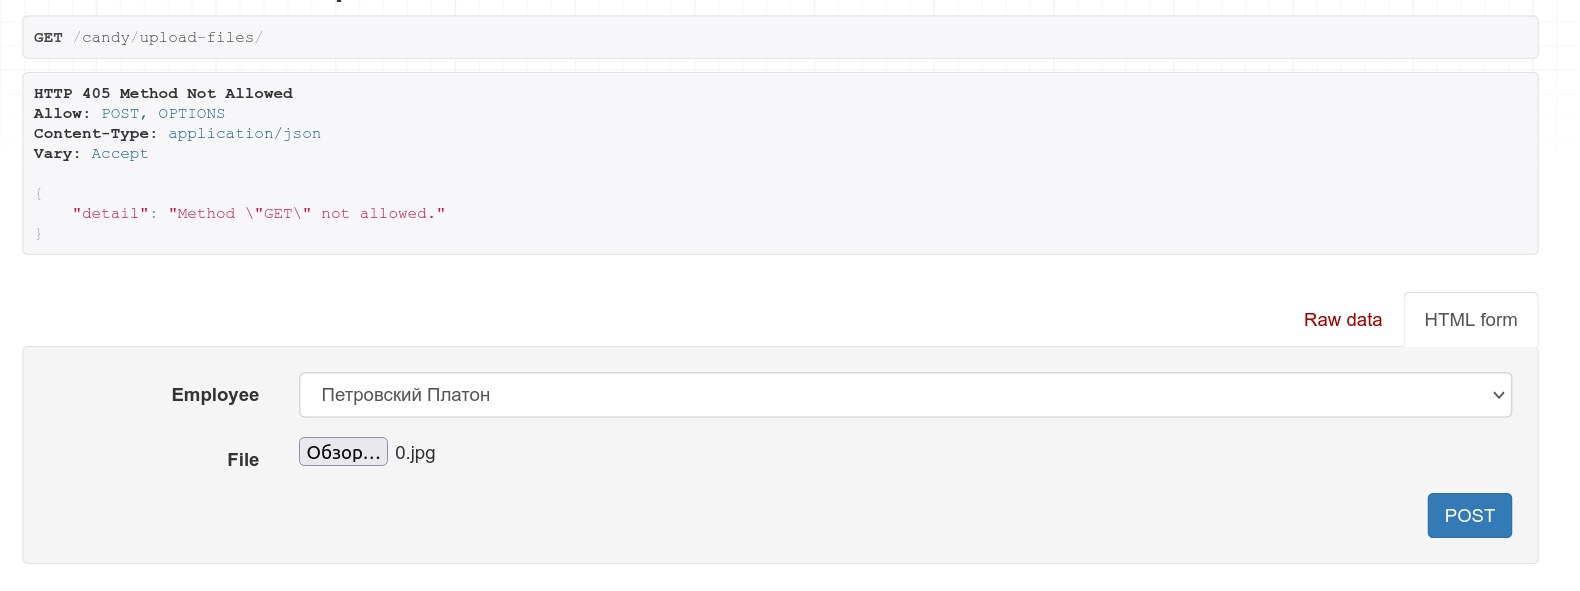 GET /candy/upload-files/
HTTP 405 Method Not Allowed
Allow: POST, OPTIONS
Content-Type: application/json
Vary: Accept
{
"detail": "Method \"GET\" not allowed."
}
Raw data
HTML form
Employee
Петровский Платон
File
Обзор... 0.jpg
POST